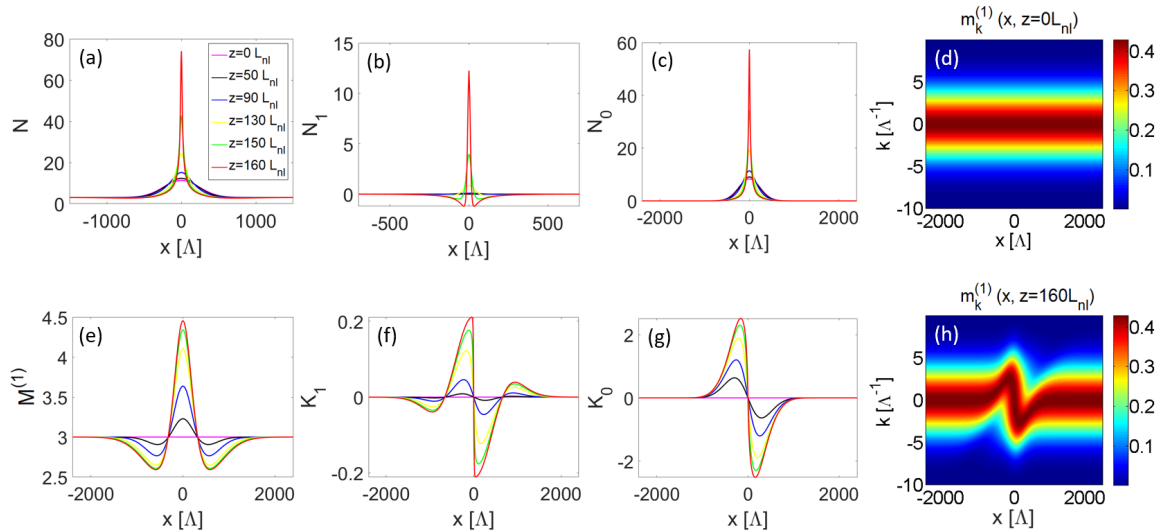 (a)
N
80
60
40
20
0
-1000
0
1000
x [Λ]
z=0 L_nl
z=50 L_nl
z=90 L_nl
z=130 L_nl
z=150 L_nl
z=160 L_nl
(b)
N_1
15
10
5
0
-500
0
500
x [Λ]
(c)
N_0
60
40
20
0
-2000
0
2000
x [Λ]
m_k^(1) (x, z=0L_nl)
(d)
k [Λ^-1]
5
0
-5
-10
-2000
0
2000
x [Λ]
0.4
0.3
0.2
0.1
(e)
M^(1)
4.5
4
3.5
3
2.5
-2000
0
2000
x [Λ]
(f)
K_1
0.2
0
-0.2
-2000
0
2000
x [Λ]
(g)
K_0
2
0
-2
-2000
0
2000
x [Λ]
m_k^(1) (x, z=160L_nl)
(h)
k [Λ^-1]
5
0
-5
-10
-2000
0
2000
x [Λ]
0.4
0.3
0.2
0.1